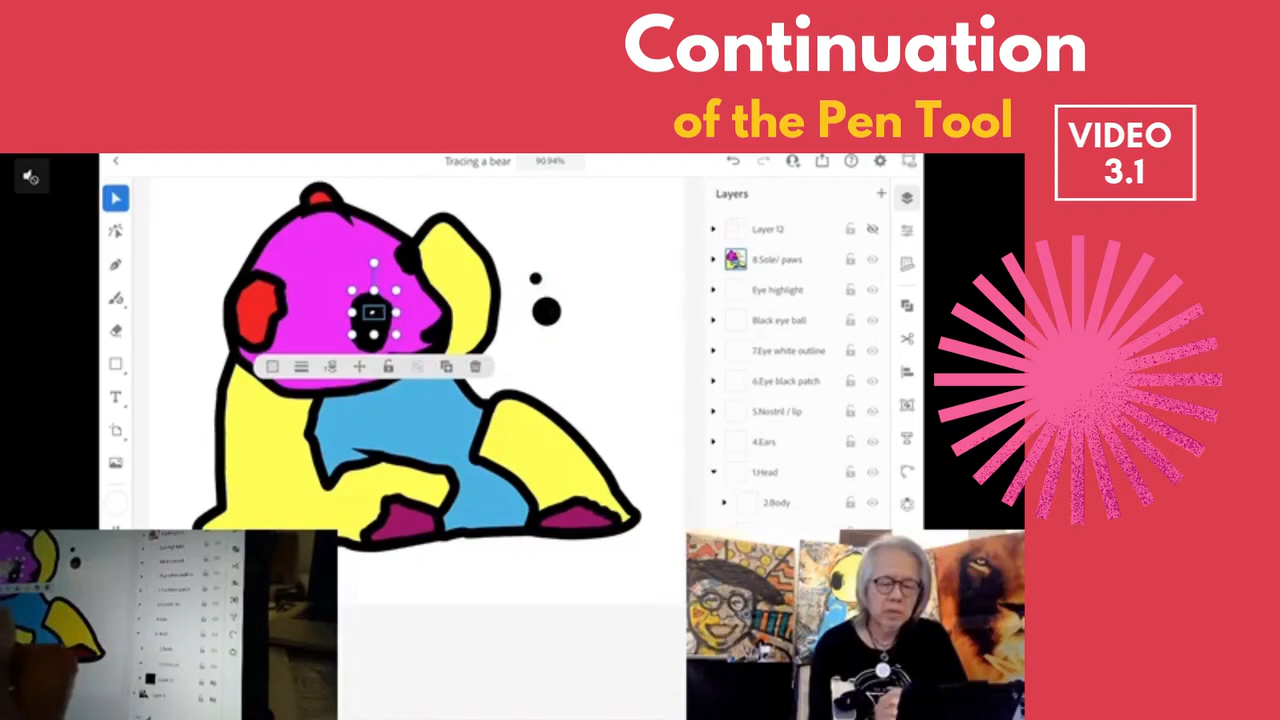 Continuation
of the Pen Tool
VIDEO
3.1
Tracing a bear
90.94%
Layers
Layer 12
8.Sole/ paws
Eye highlight
Black eye ball
7.Eye white outline
6.Eye black patch
5.Nostril / lip
4.Ears
1.Head
2.Body